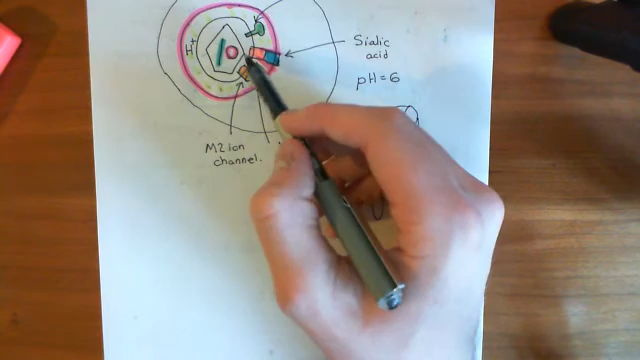 H⁺
Sialic
acid
pH = 6
M2 ion
channel.